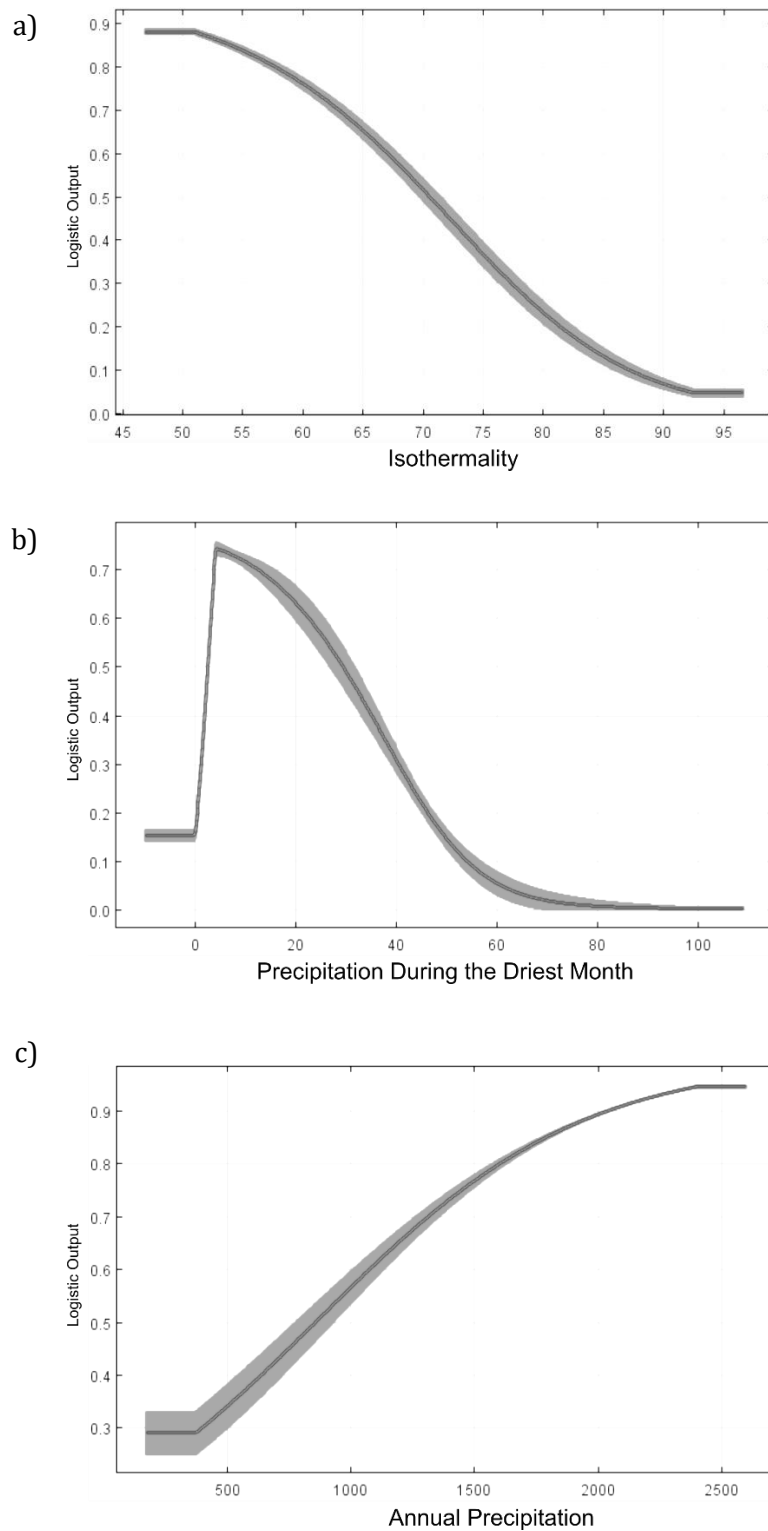 a)
0.9
0.8
0.7
0.6
0.5
0.4
0.3
0.2
0.1
0.0
Logistic Output
45 50 55 60 65 70 75 80 85 90 95
Isothermality
b)
0.7
0.6
0.5
0.4
0.3
0.2
0.1
0.0
Logistic Output
0 20 40 60 80 100
Precipitation During the Driest Month
c)
0.9
0.8
0.7
0.6
0.5
0.4
0.3
Logistic Output
500 1000 1500 2000 2500
Annual Precipitation